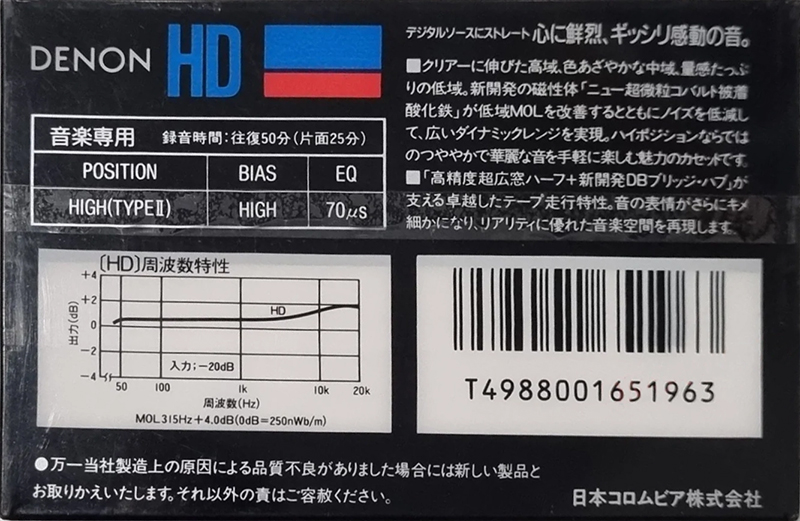 DENON HD
音楽専用 録音時間:往復50分(片面25分)
POSITION BIAS EQ
HIGH(TYPEⅡ) HIGH 70μs
デジタルソースにストレート 心に鮮烈、ギッシリ感動の音。
■クリアーに伸びた高域、色あざやかな中域、量感たっぷ
りの低域。新開発の磁性体「ニュー超微粒コバルト被着
酸化鉄」が低域MOLを改善するとともにノイズを低減し
て、広いダイナミックレンジを実現。ハイポジションならでは
のつややかで華麗な音を手軽に楽しむ魅力のカセットです。
■「高精度超広窓ハーフ+新開発DBブリッジ・ハブ」が
支える卓越したテープ走行特性。音の表情がさらにキメ
細かになり、リアリティに優れた音楽空間を再現します。
〔HD〕周波数特性
+4
+2
0
-2
-4
出力(dB)
HD
入力;-20dB
50 100 1k 10k 20k
周波数(Hz)
MOL315Hz+4.0dB(0dB=250nWb/m)
T4988001651963
●万一当社製造上の原因による品質不良がありました場合には新しい製品と
お取りかえいたします。それ以外の責はご容赦ください。
日本コロムビア株式会社